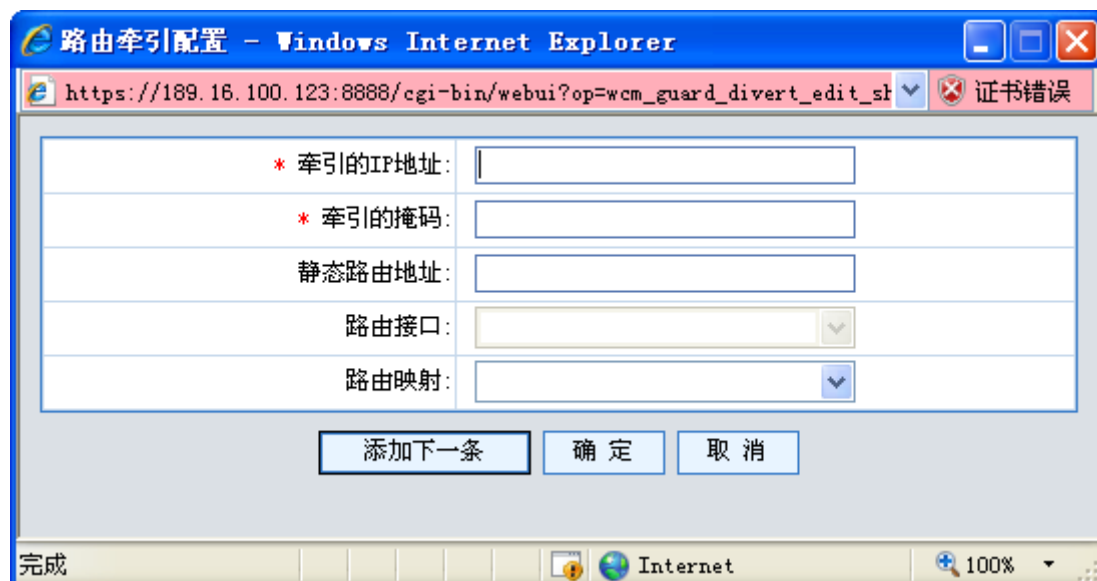 路由牵引配置 - Windows Internet Explorer
https://189.16.100.123:8888/cgi-bin/webui?op=wcm_guard_divert_edit_sh 证书错误
* 牵引的IP地址:
* 牵引的掩码:
静态路由地址:
路由接口:
路由映射:
添加下一条 确 定 取 消
完成 Internet 100%